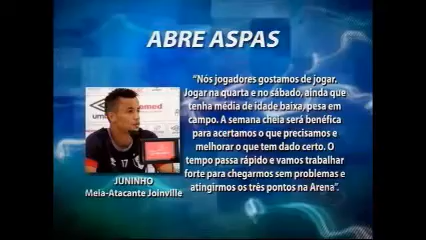 ABRE ASPAS
“Nós jogadores gostamos de jogar.
Jogar na quarta e no sábado, ainda que
tenha média de idade baixa, pesa em
campo. A semana cheia será benéfica
para acertamos o que precisamos e
melhorar o que tem dado certo. O
tempo passa rápido e vamos trabalhar
forte para chegarmos sem problemas e
atingirmos os três pontos na Arena”.
umbro
17
JUNINHO
Meia-Atacante Joinville